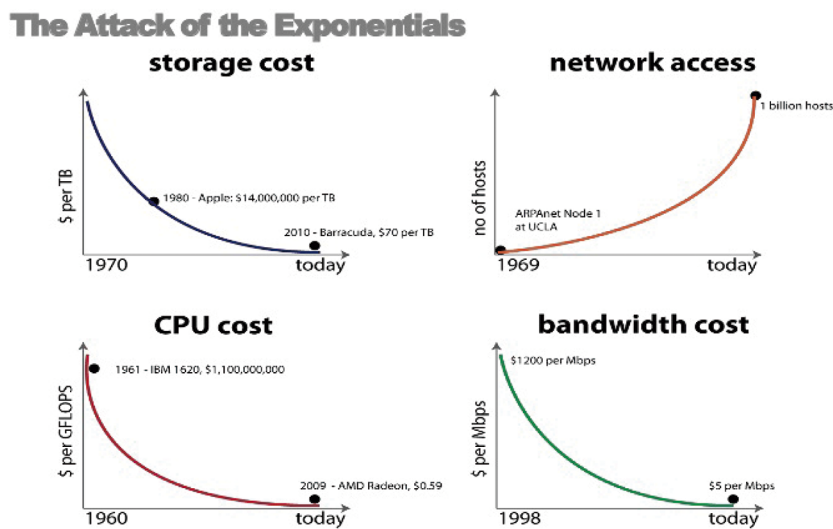 The Attack of the Exponentials
storage cost
$ per TB
1980 - Apple: $14,000,000 per TB
2010 - Barracuda, $70 per TB
1970
today
network access
no of hosts
1 billion hosts
ARPAnet Node 1
at UCLA
1969
today
CPU cost
$ per GFLOPS
1961 - IBM 1620, $1,100,000,000
2009 - AMD Radeon, $0.59
1960
today
bandwidth cost
$ per Mbps
$1200 per Mbps
$5 per Mbps
1998
today